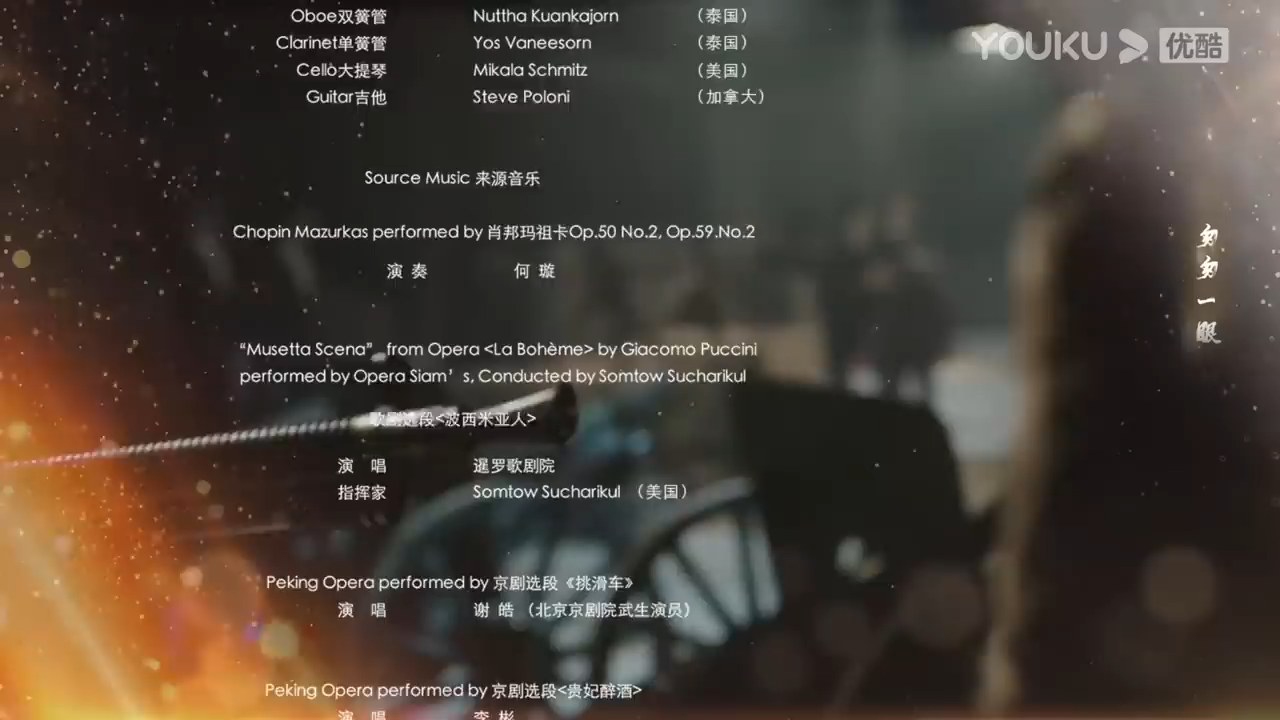 Oboe双簧管 Nuttha Kuankajorn （泰国）
Clarinet单簧管 Yos Vaneesorn （泰国）
Cello大提琴 Mikala Schmitz （美国）
Guitar吉他 Steve Poloni （加拿大）
YOUKU 优酷
Source Music 来源音乐
Chopin Mazurkas performed by 肖邦玛祖卡Op.50 No.2, Op.59.No.2
演 奏 何 璇
匆匆一眼
“Musetta Scena” from Opera <La Bohème> by Giacomo Puccini
performed by Opera Siam’s, Conducted by Somtow Sucharikul
歌剧选段<波西米亚人>
演 唱 暹罗歌剧院
指挥家 Somtow Sucharikul （美国）
Peking Opera performed by 京剧选段《挑滑车》
演 唱 谢 皓（北京京剧院武生演员）
Peking Opera performed by 京剧选段<贵妃醉酒>
演 唱 李 彬